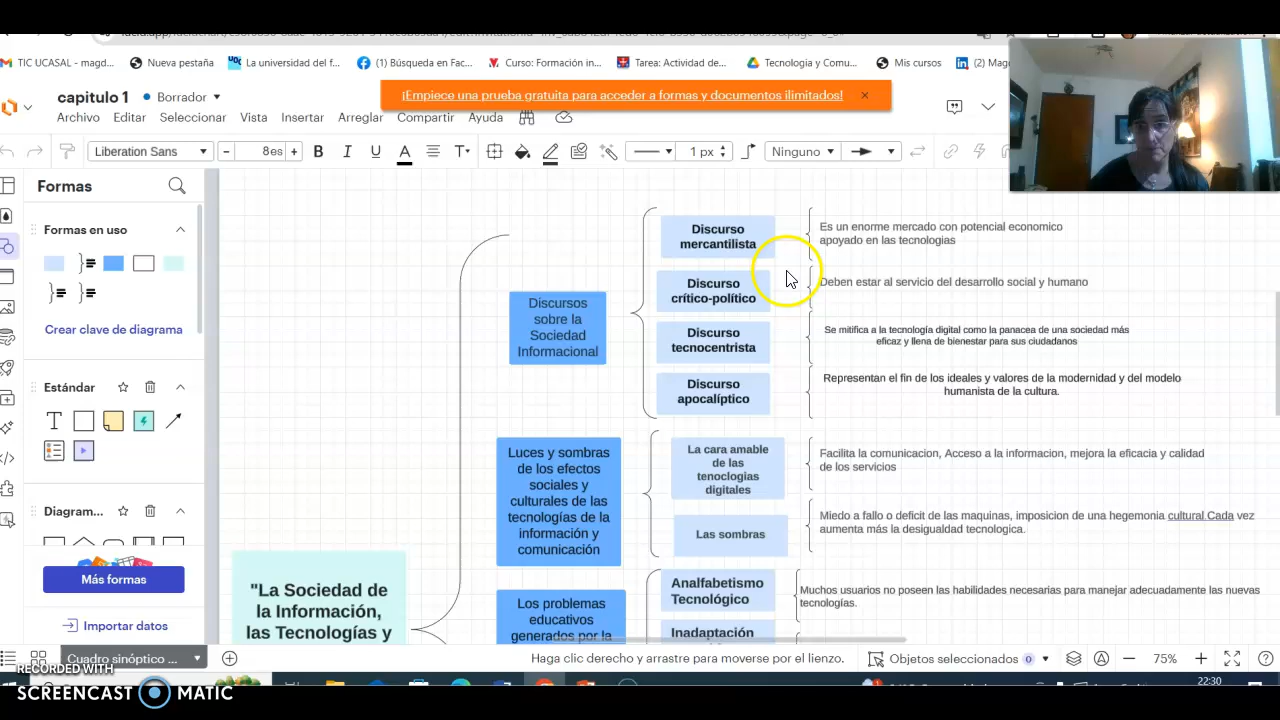 TIC UCASAL - magd...
Nueva pestaña
La universidad del f...
(1) Búsqueda en Fac...
Curso: Formación in...
Tarea: Actividad de...
Tecnologia y Comu...
Mis cursos
capitulo 1
Borrador
¡Empiece una prueba gratuita para acceder a formas y documentos ilimitados!
Archivo Editar Seleccionar Vista Insertar Arreglar Compartir Ayuda
Liberation Sans
8es
1 px
Ninguno
Formas
Formas en uso
Crear clave de diagrama
Estándar
Diagram...
Más formas
Importar datos
Discursos
sobre la
Sociedad
Informacional
Discurso
mercantilista
Es un enorme mercado con potencial economico
apoyado en las tecnologias
Discurso
crítico-político
Deben estar al servicio del desarrollo social y humano
Discurso
tecnocentrista
Se mitifica a la tecnología digital como la panacea de una sociedad más
eficaz y llena de bienestar para sus ciudadanos
Discurso
apocalíptico
Representan el fin de los ideales y valores de la modernidad y del modelo
humanista de la cultura.
Luces y sombras
de los efectos
sociales y
culturales de las
tecnologías de la
información y
comunicación
La cara amable
de las
tenoclogias
digitales
Facilita la comunicacion, Acceso a la informacion, mejora la eficacia y calidad
de los servicios
Las sombras
Miedo a fallo o deficit de las maquinas, imposicion de una hegemonia cultural.Cada vez
aumenta más la desigualdad tecnologica.
"La Sociedad de
la Información,
las Tecnologías y
Los problemas
educativos
generados por la
Analfabetismo
Tecnológico
Muchos usuarios no poseen las habilidades necesarias para manejar adecuadamente las nuevas
tecnologías.
Inadaptación
Cuadro sinóptico ...
Haga clic derecho y arrastre para moverse por el lienzo.
Objetos seleccionados 0
75%
RECORDED WITH
SCREENCAST MATIC
22:30